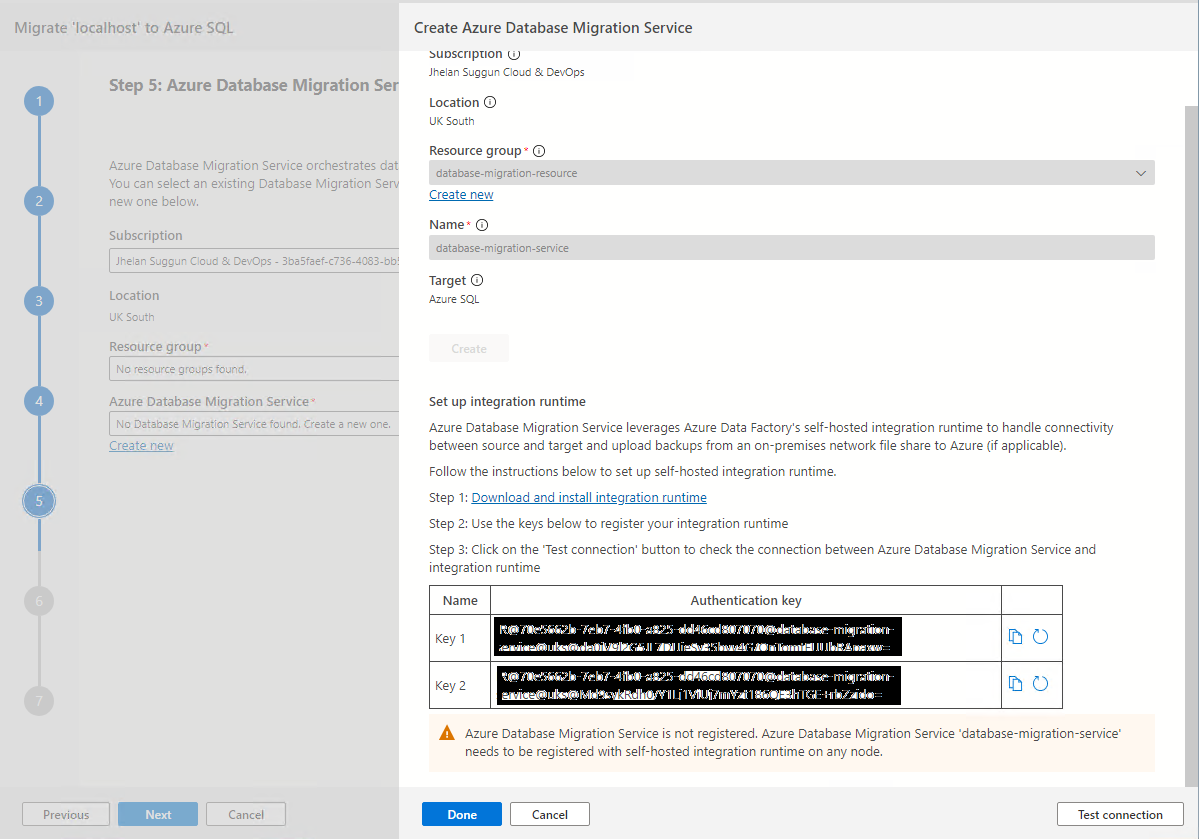 Migrate 'localhost' to Azure SQL
1
2
3
4
5
6
7
Step 5: Azure Database Migration Ser
Azure Database Migration Service orchestrates dat
You can select an existing Database Migration Serv
new one below.
Subscription
Jhelan Suggun Cloud & DevOps - 3ba5faef-c736-4083-bb5
Location
UK South
Resource group*
No resource groups found.
Azure Database Migration Service*
No Database Migration Service found. Create a new one.
Create new
Previous
Next
Cancel
Create Azure Database Migration Service
Subscription
Jhelan Suggun Cloud & DevOps
Location
UK South
Resource group*
database-migration-resource
Create new
Name*
database-migration-service
Target
Azure SQL
Create
Set up integration runtime
Azure Database Migration Service leverages Azure Data Factory's self-hosted integration runtime to handle connectivity
between source and target and upload backups from an on-premises network file share to Azure (if applicable).
Follow the instructions below to set up self-hosted integration runtime.
Step 1: Download and install integration runtime
Step 2: Use the keys below to register your integration runtime
Step 3: Click on the 'Test connection' button to check the connection between Azure Database Migration Service and
integration runtime
Name Authentication key
Key 1
Key 2
Azure Database Migration Service is not registered. Azure Database Migration Service 'database-migration-service'
needs to be registered with self-hosted integration runtime on any node.
Done
Cancel
Test connection